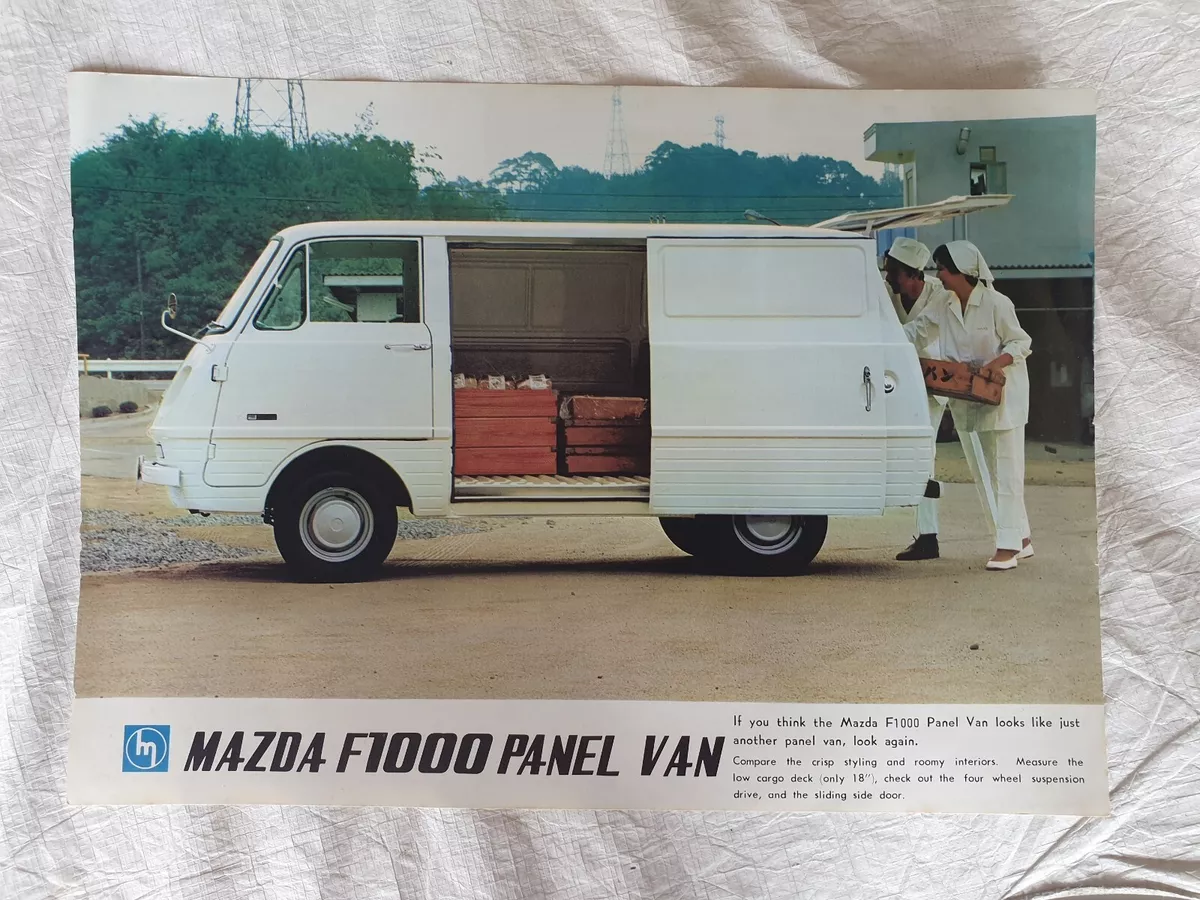 パン
m
MAZDA F1000 PANEL VAN
If you think the Mazda F1000 Panel Van looks like just
another panel van, look again.
Compare the crisp styling and roomy interiors. Measure the
low cargo deck (only 18"), check out the four wheel suspension
drive, and the sliding side door.